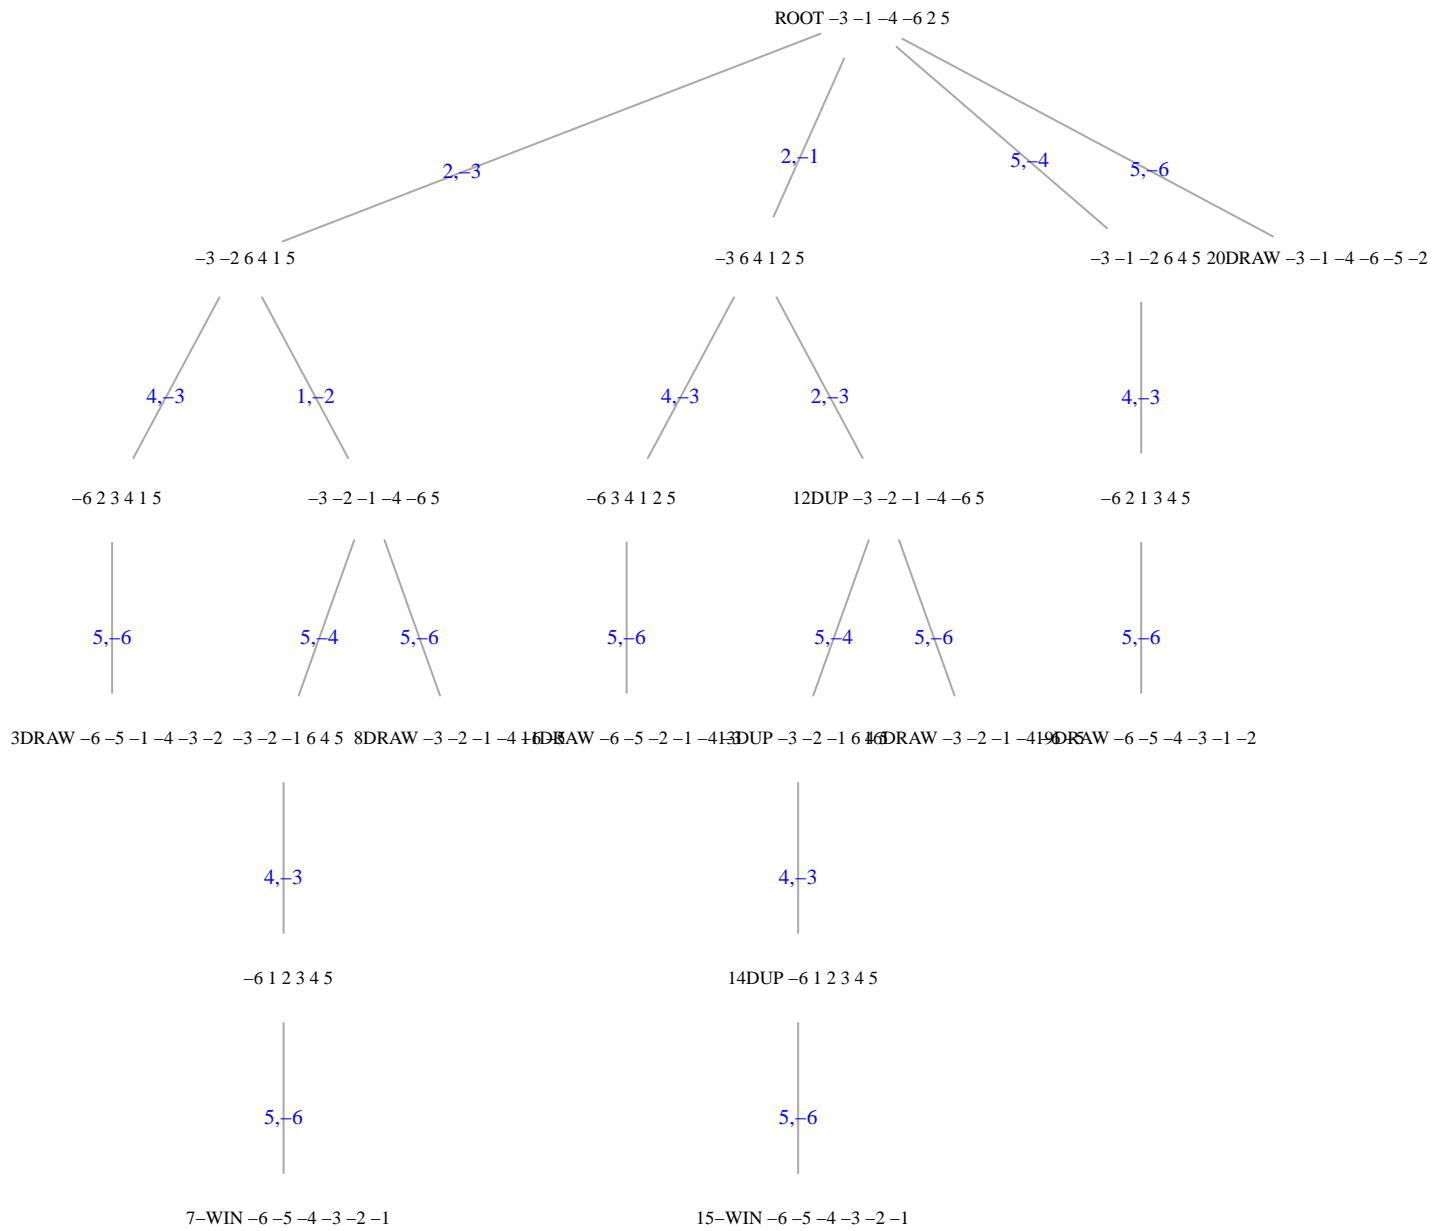 ROOT –3 –1 –4 –6 2 5
2,–3
2,–1
5,–4
5,–6
–3 –2 6 4 1 5
–3 6 4 1 2 5
–3 –1 –2 6 4 5
20DRAW –3 –1 –4 –6 –5 –2
4,–3
1,–2
4,–3
2,–3
4,–3
–6 2 3 4 1 5
–3 –2 –1 –4 –6 5
–6 3 4 1 2 5
12DUP –3 –2 –1 –4 –6 5
–6 2 1 3 4 5
5,–6
5,–4
5,–6
5,–6
5,–4
5,–6
5,–6
3DRAW –6 –5 –1 –4 –3 –2
–3 –2 –1 6 4 5
8DRAW –3 –2 –1 –4
DRAW –6 –5 –2 –1 –4
DUP –3 –2 –1 6
DRAW –3 –2 –1 –4
DRAW –6 –5 –4 –3 –1 –2
4,–3
4,–3
–6 1 2 3 4 5
14DUP –6 1 2 3 4 5
5,–6
5,–6
7–WIN –6 –5 –4 –3 –2 –1
15–WIN –6 –5 –4 –3 –2 –1